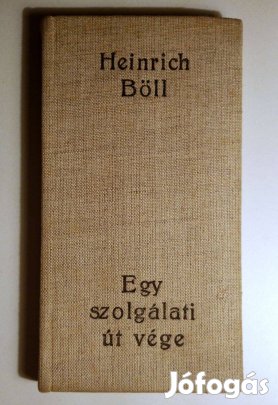 Heinrich
Böll
Egy
szolgálati
út vége
Jófogás